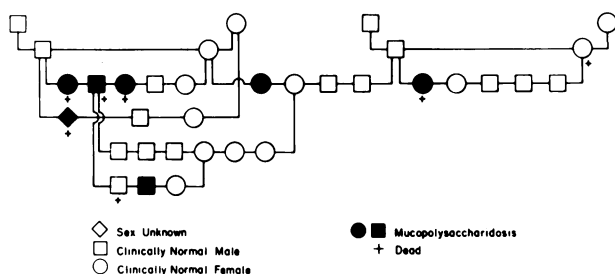 Sex Unknown
Clinically Normal Male
Clinically Normal Female
Mucopolysaccharidosis
+ Dead